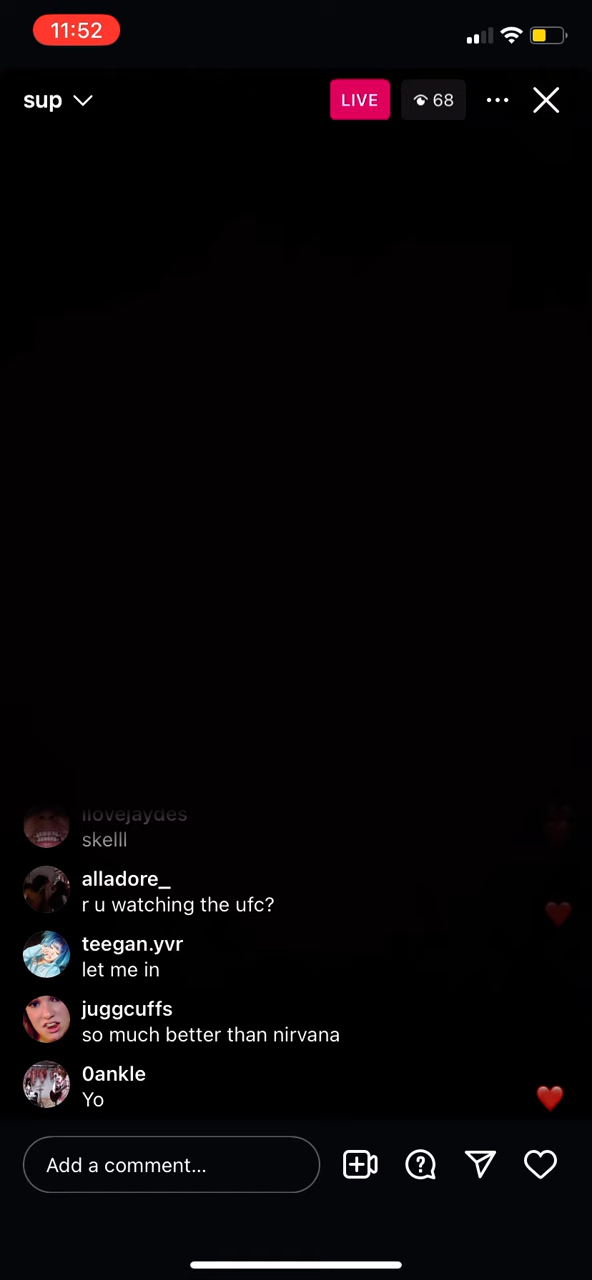 11:52
sup
LIVE
68
ilovejaydes
skelll
alladore_
r u watching the ufc?
teegan.yvr
let me in
juggcuffs
so much better than nirvana
0ankle
Yo
Add a comment...